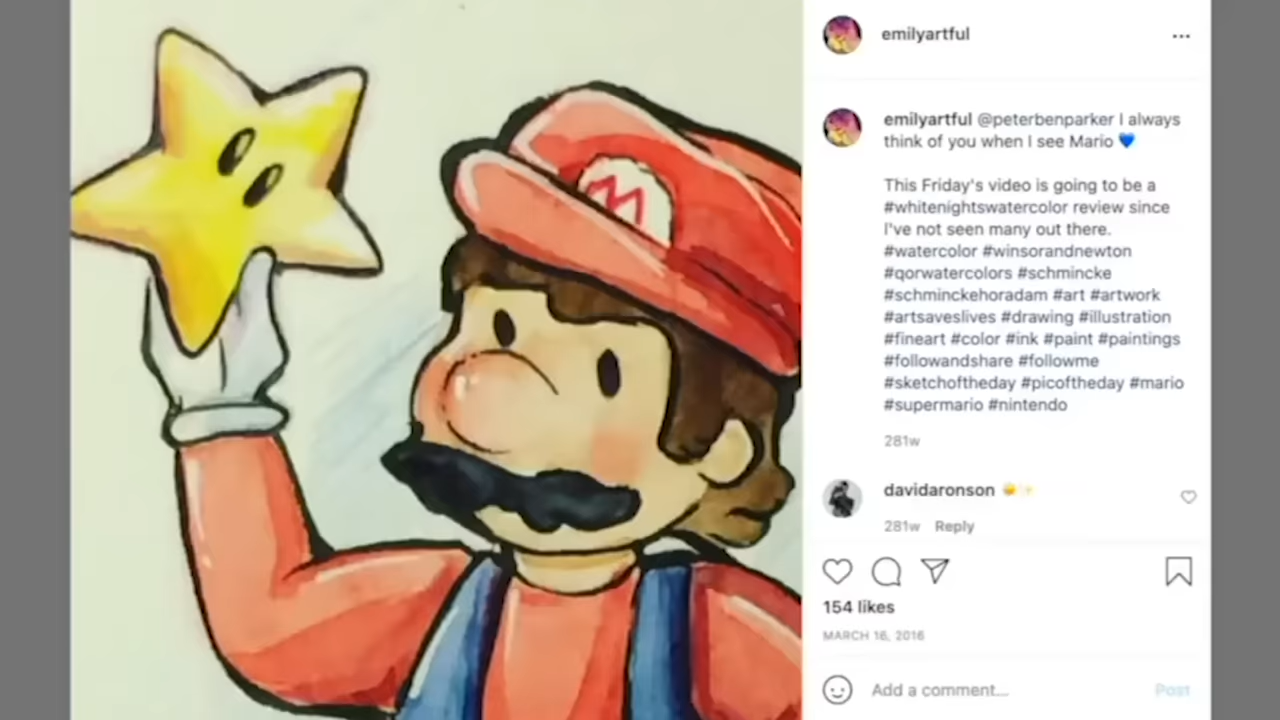 emilyartful
emilyartful @peterbenparker I always
think of you when I see Mario 💙
This Friday's video is going to be a
#whitenightswatercolor review since
I've not seen many out there.
#watercolor #winsorandnewton
#qorwatercolors #schmincke
#schminckehoradam #art #artwork
#artsaveslives #drawing #illustration
#fineart #color #ink #paint #paintings
#followandshare #followme
#sketchoftheday #picoftheday #mario
#supermario #nintendo
281w
davidaronson
281w Reply
154 likes
MARCH 16, 2016
Add a comment...
Post
M